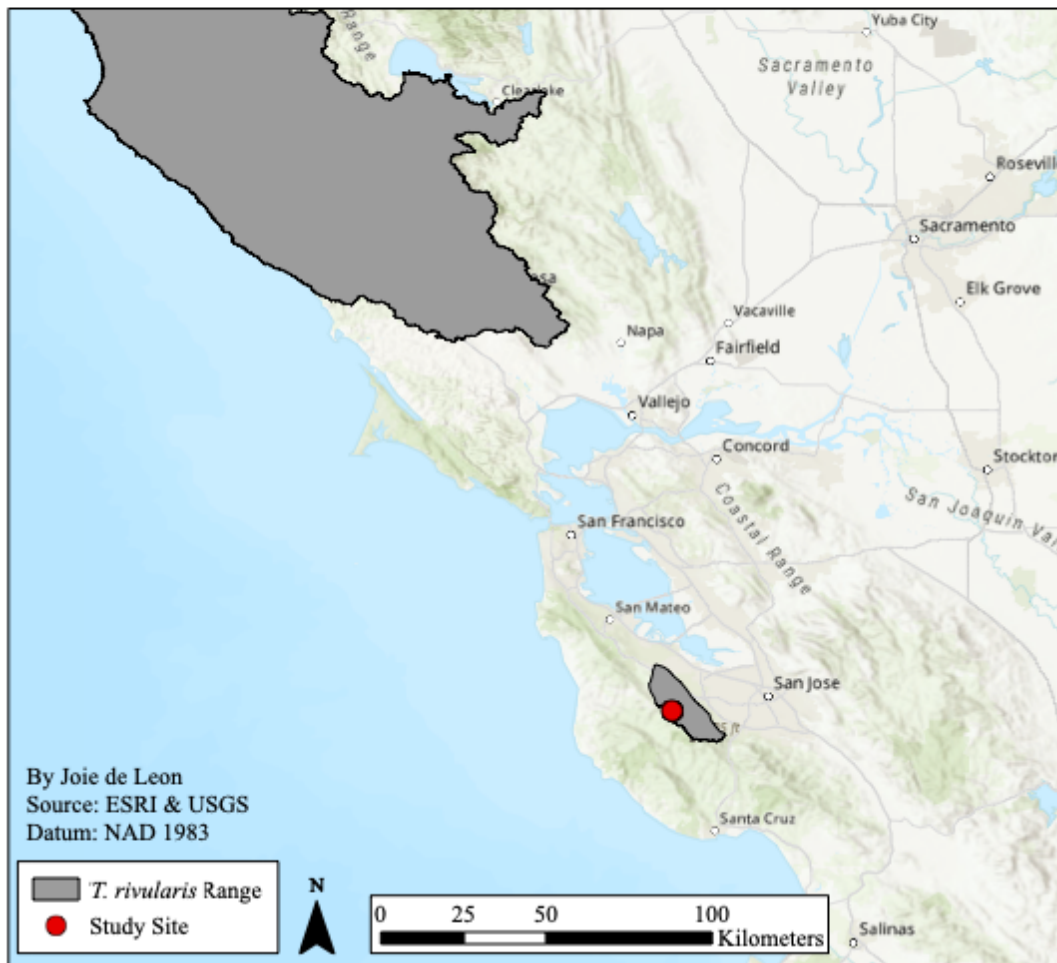 Yuba City
Range
Sacramento
Valley
Roseville
Sacramento
Elk Grove
Vacaville
Napa
Fairfield
Vallejo
Concord
Stockton
San Joaquin Val
Coastal Range
San Francisco
San Mateo
San Jose
ft
By Joie de Leon
Source: ESRI & USGS
Datum: NAD 1983
Santa Cruz
T. rivularis Range
Study Site
N
0 25 50 100
Kilometers
Salinas